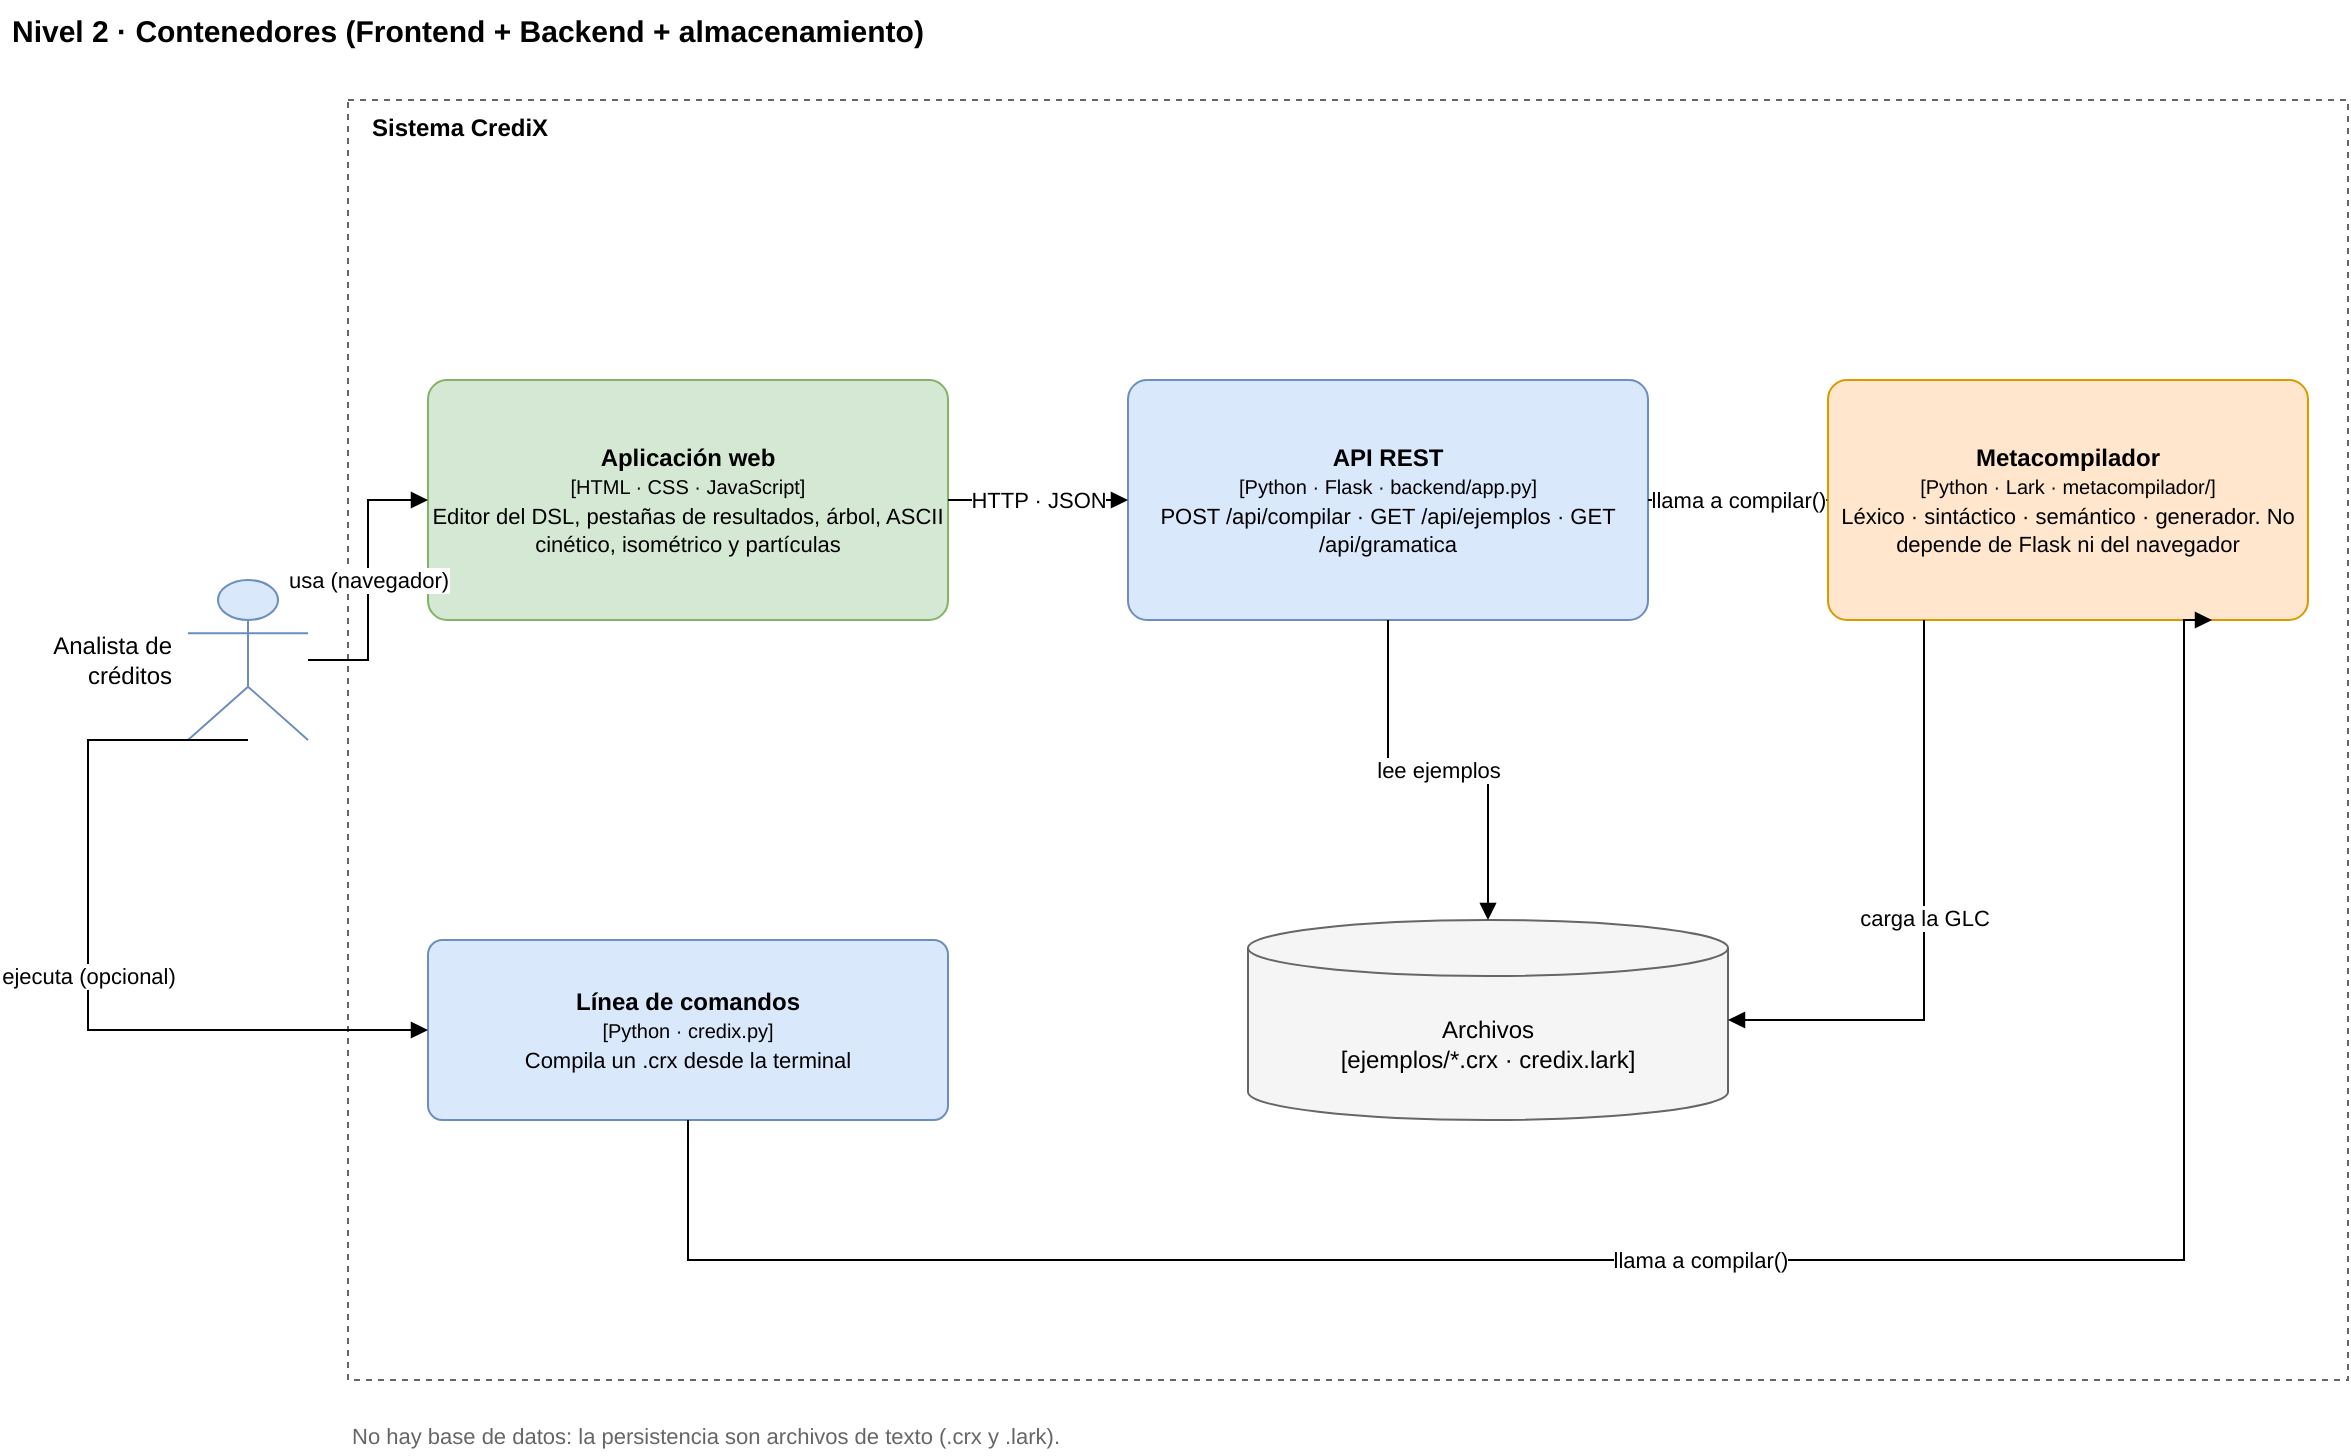 Nivel 2 · Contenedores (Frontend + Backend + almacenamiento)
Sistema CrediX
Aplicación web
[HTML · CSS · JavaScript]
Editor del DSL, pestañas de resultados, árbol, ASCII
cinético, isométrico y partículas
HTTP · JSON
API REST
[Python · Flask · backend/app.py]
POST /api/compilar · GET /api/ejemplos · GET
/api/gramatica
llama a compilar()
Metacompilador
[Python · Lark · metacompilador/]
Léxico · sintáctico · semántico · generador. No
depende de Flask ni del navegador
usa (navegador)
Analista de
créditos
lee ejemplos
carga la GLC
ejecuta (opcional)
Línea de comandos
[Python · credix.py]
Compila un .crx desde la terminal
Archivos
[ejemplos/*.crx · credix.lark]
llama a compilar()
No hay base de datos: la persistencia son archivos de texto (.crx y .lark).